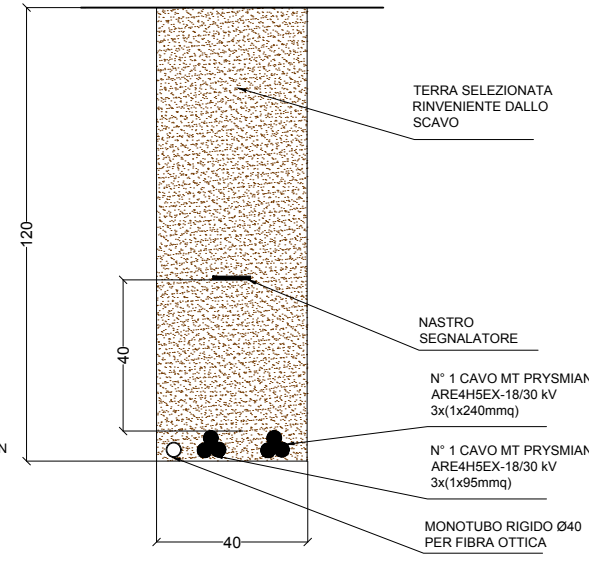 TERRA SELEZIONATA
RINVENIENTE DALLO
SCAVO
120
40
NASTRO
SEGNALATORE
N° 1 CAVO MT PRYSMIAN
ARE4H5EX-18/30 kV
3x(1x240mmq)
N
N° 1 CAVO MT PRYSMIAN
ARE4H5EX-18/30 kV
3x(1x95mmq)
MONOTUBO RIGIDO Ø40
PER FIBRA OTTICA
40